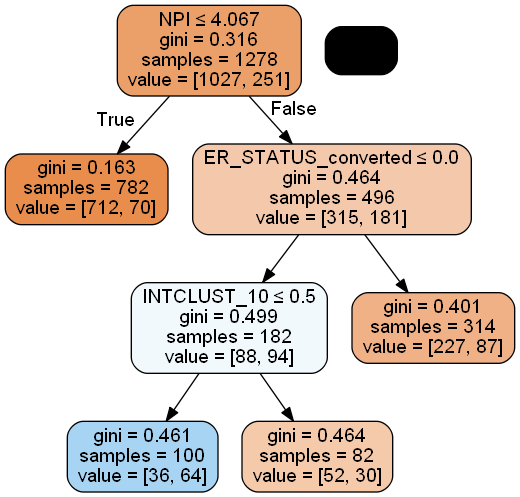 NPI ≤ 4.067
gini = 0.316
samples = 1278
value = [1027, 251]
True
False
gini = 0.163
samples = 782
value = [712, 70]
ER_STATUS_converted ≤ 0.0
gini = 0.464
samples = 496
value = [315, 181]
INTCLUST_10 ≤ 0.5
gini = 0.499
samples = 182
value = [88, 94]
gini = 0.401
samples = 314
value = [227, 87]
gini = 0.461
samples = 100
value = [36, 64]
gini = 0.464
samples = 82
value = [52, 30]